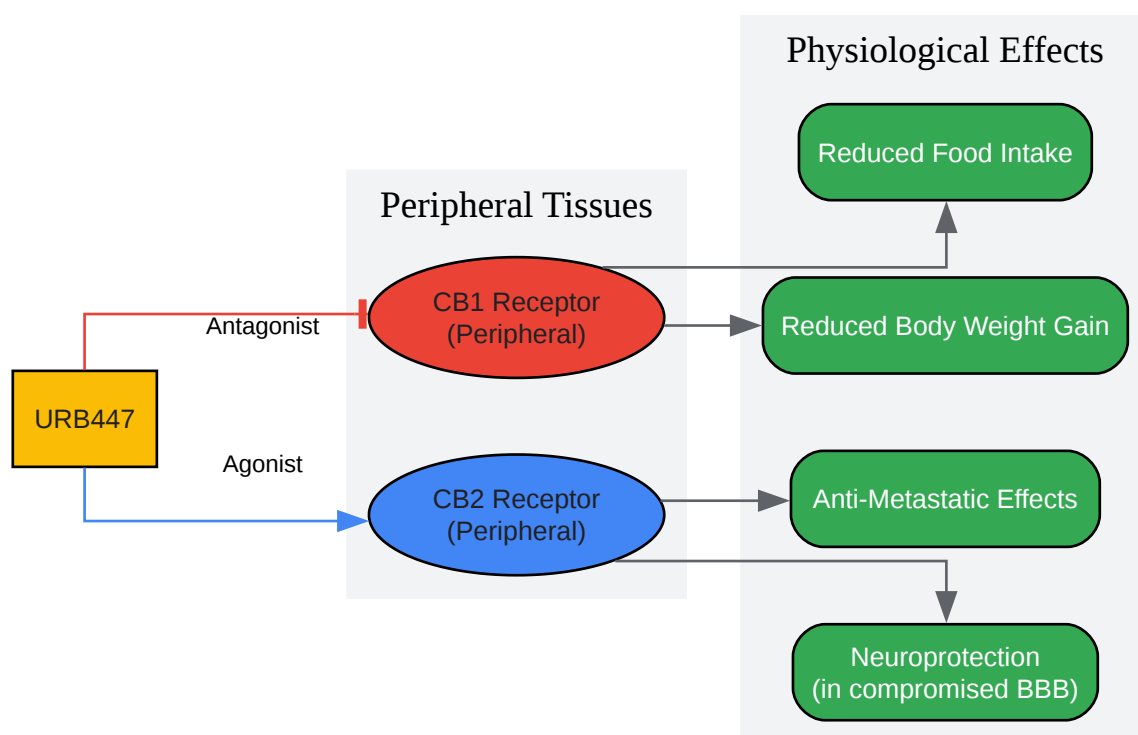 Physiological Effects
Reduced Food Intake
Peripheral Tissues
CB1 Receptor
(Peripheral)
Antagonist
Reduced Body Weight Gain
URB447
Agonist
CB2 Receptor
(Peripheral)
Anti-Metastatic Effects
Neuroprotection
(in compromised BBB)